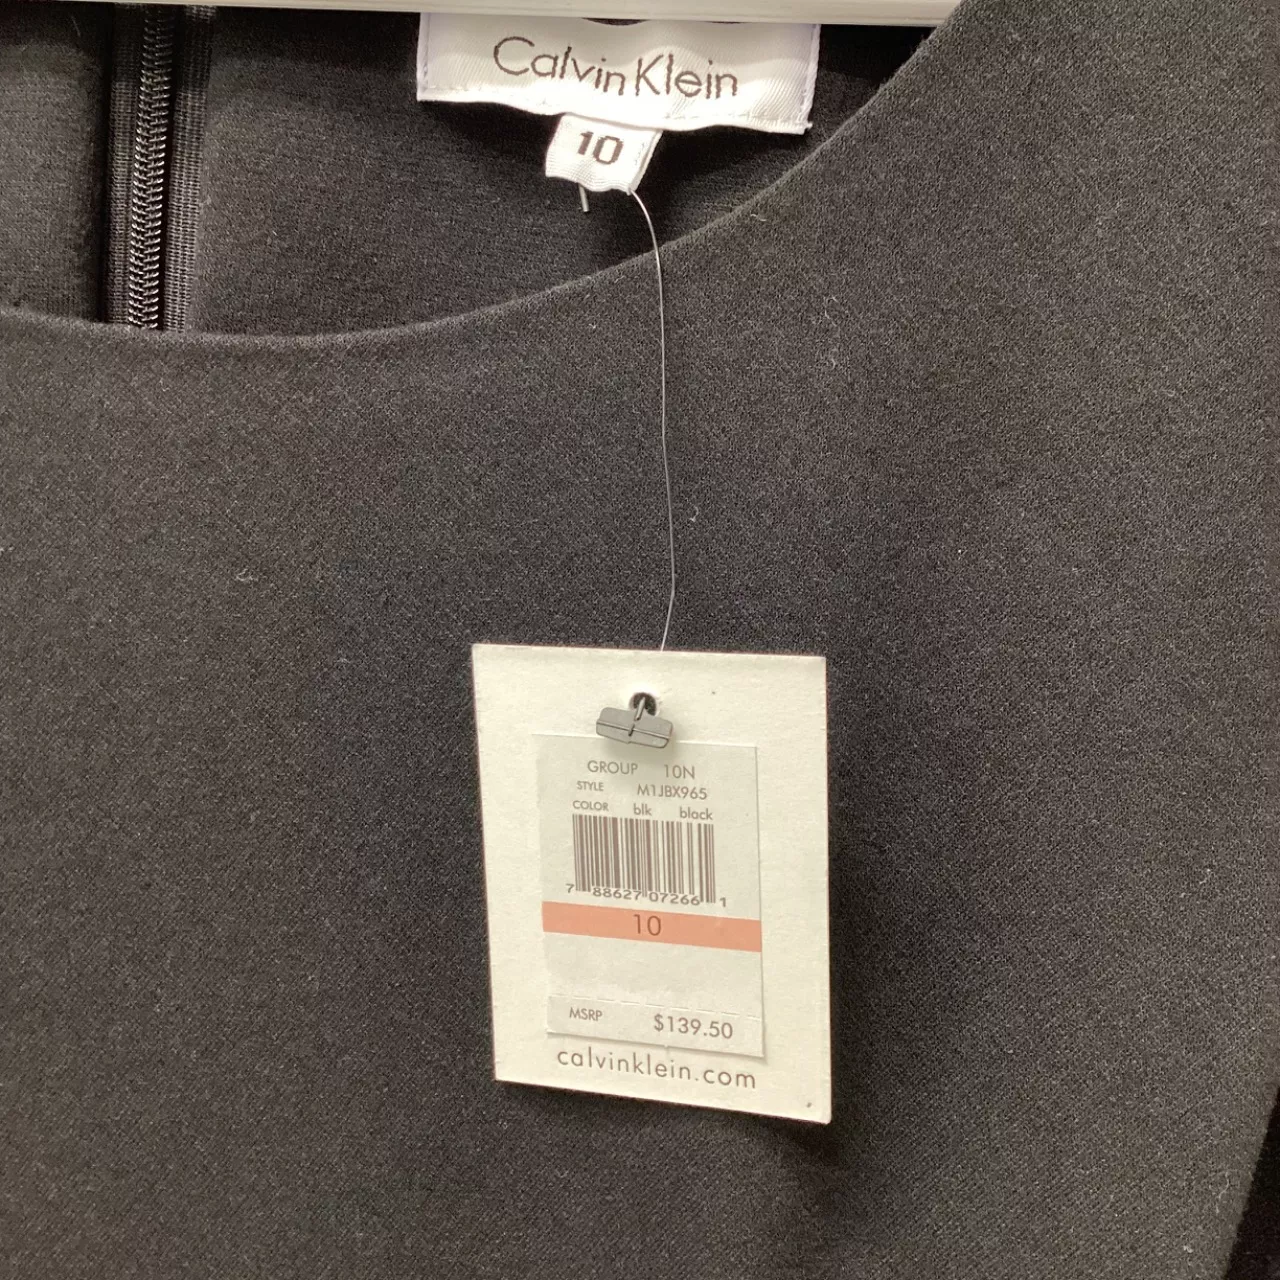 Calvin Klein
10
GROUP 10N
STYLE M1JBX965
COLOR blk black
7 88627 07266 1
10
MSRP $139.50
calvinklein.com